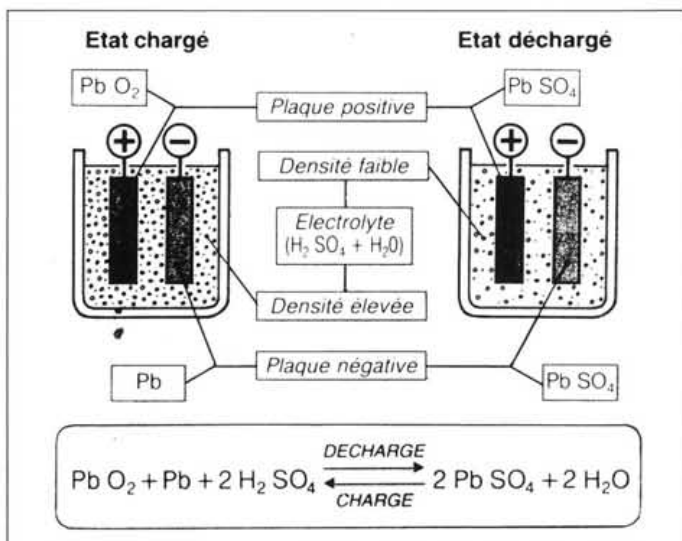 Etat chargé
Etat déchargé
Pb O₂
Plaque positive
Pb SO₄
+
−
+
−
Densité faible
Electrolyte
(H₂ SO₄ + H₂0)
Densité élevée
Plaque négative
Pb
Pb SO₄
DECHARGE
Pb O₂ + Pb + 2 H₂ SO₄ 2 Pb SO₄ + 2 H₂O
CHARGE